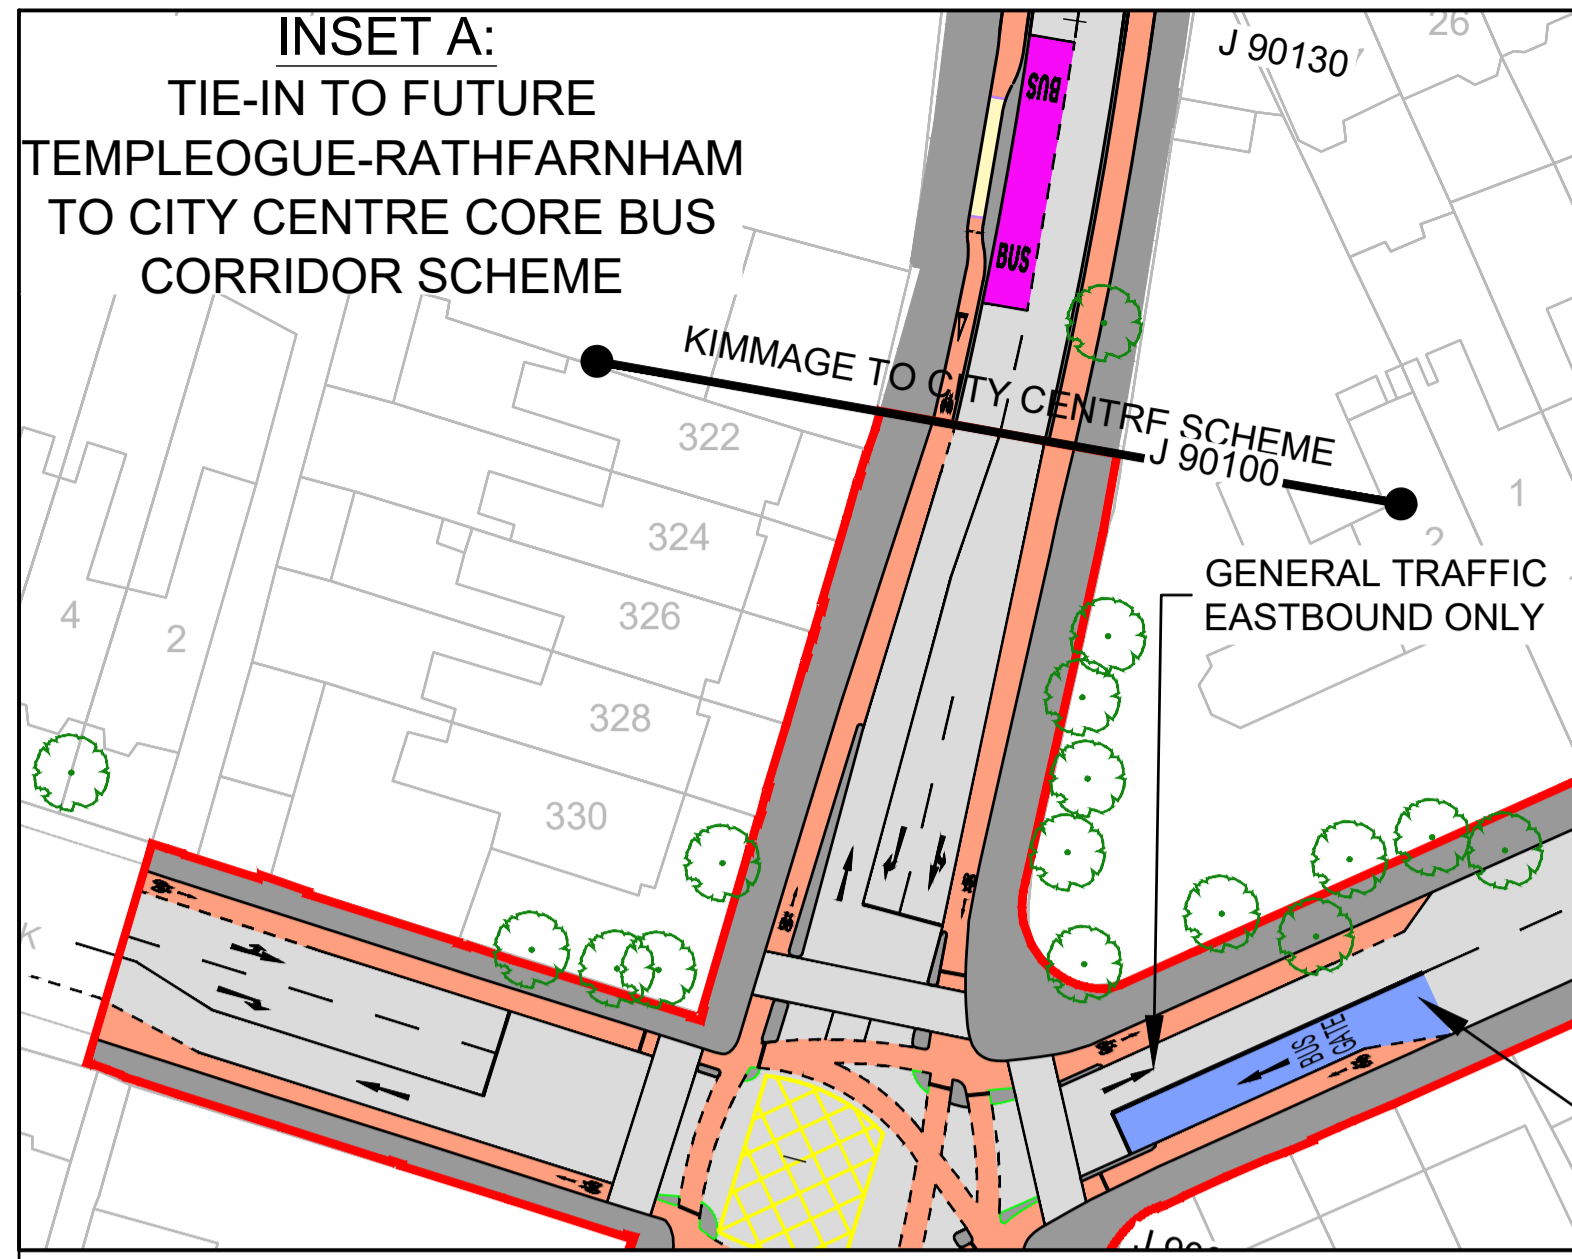 INSET A:
TIE-IN TO FUTURE
TEMPLEOGUE-RATHFARNHAM
TO CITY CENTRE CORE BUS
CORRIDOR SCHEME
J 90130
26
BUS
BUS
KIMMAGE TO CITY CENTRE SCHEME
J 90100
322
324
326
328
330
4
2
1
2
GENERAL TRAFFIC
EASTBOUND ONLY
BUS
GATE
K